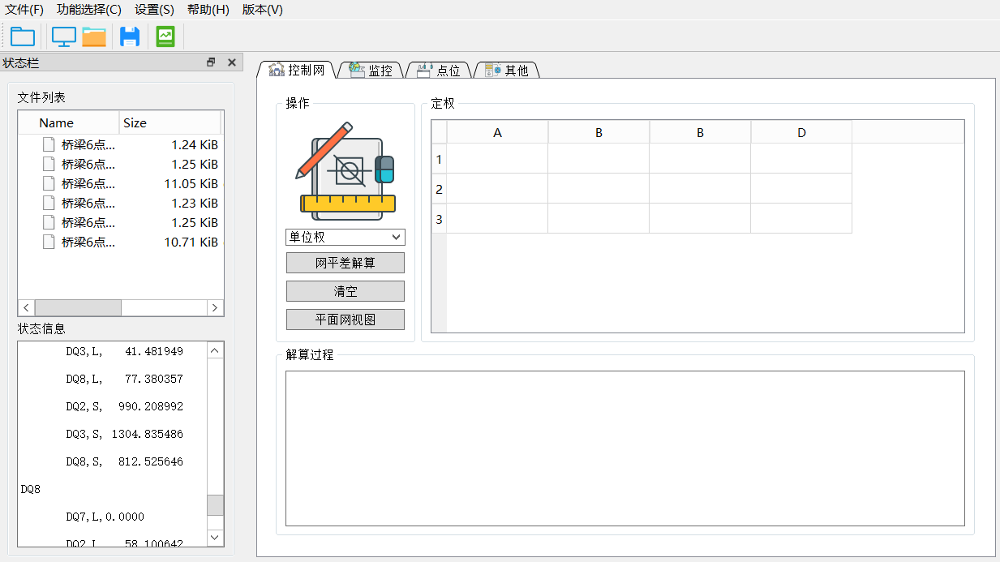 文件(F) 功能选择(C) 设置(S) 帮助(H) 版本(V)
状态栏
文件列表
Name Size
桥梁6点... 1.24 KiB
桥梁6点... 1.25 KiB
桥梁6点... 11.05 KiB
桥梁6点... 1.23 KiB
桥梁6点... 1.25 KiB
桥梁6点... 10.71 KiB
状态信息
DQ3,L, 41.481949
DQ8,L, 77.380357
DQ2,S, 990.208992
DQ3,S, 1304.835486
DQ8,S, 812.525646
DQ8
DQ7,L,0.0000
DQ2,L, 58.100642
控制网 监控 点位 其他
操作
单位权
网平差解算
清空
平面网视图
定权
A B B D
1
2
3
解算过程